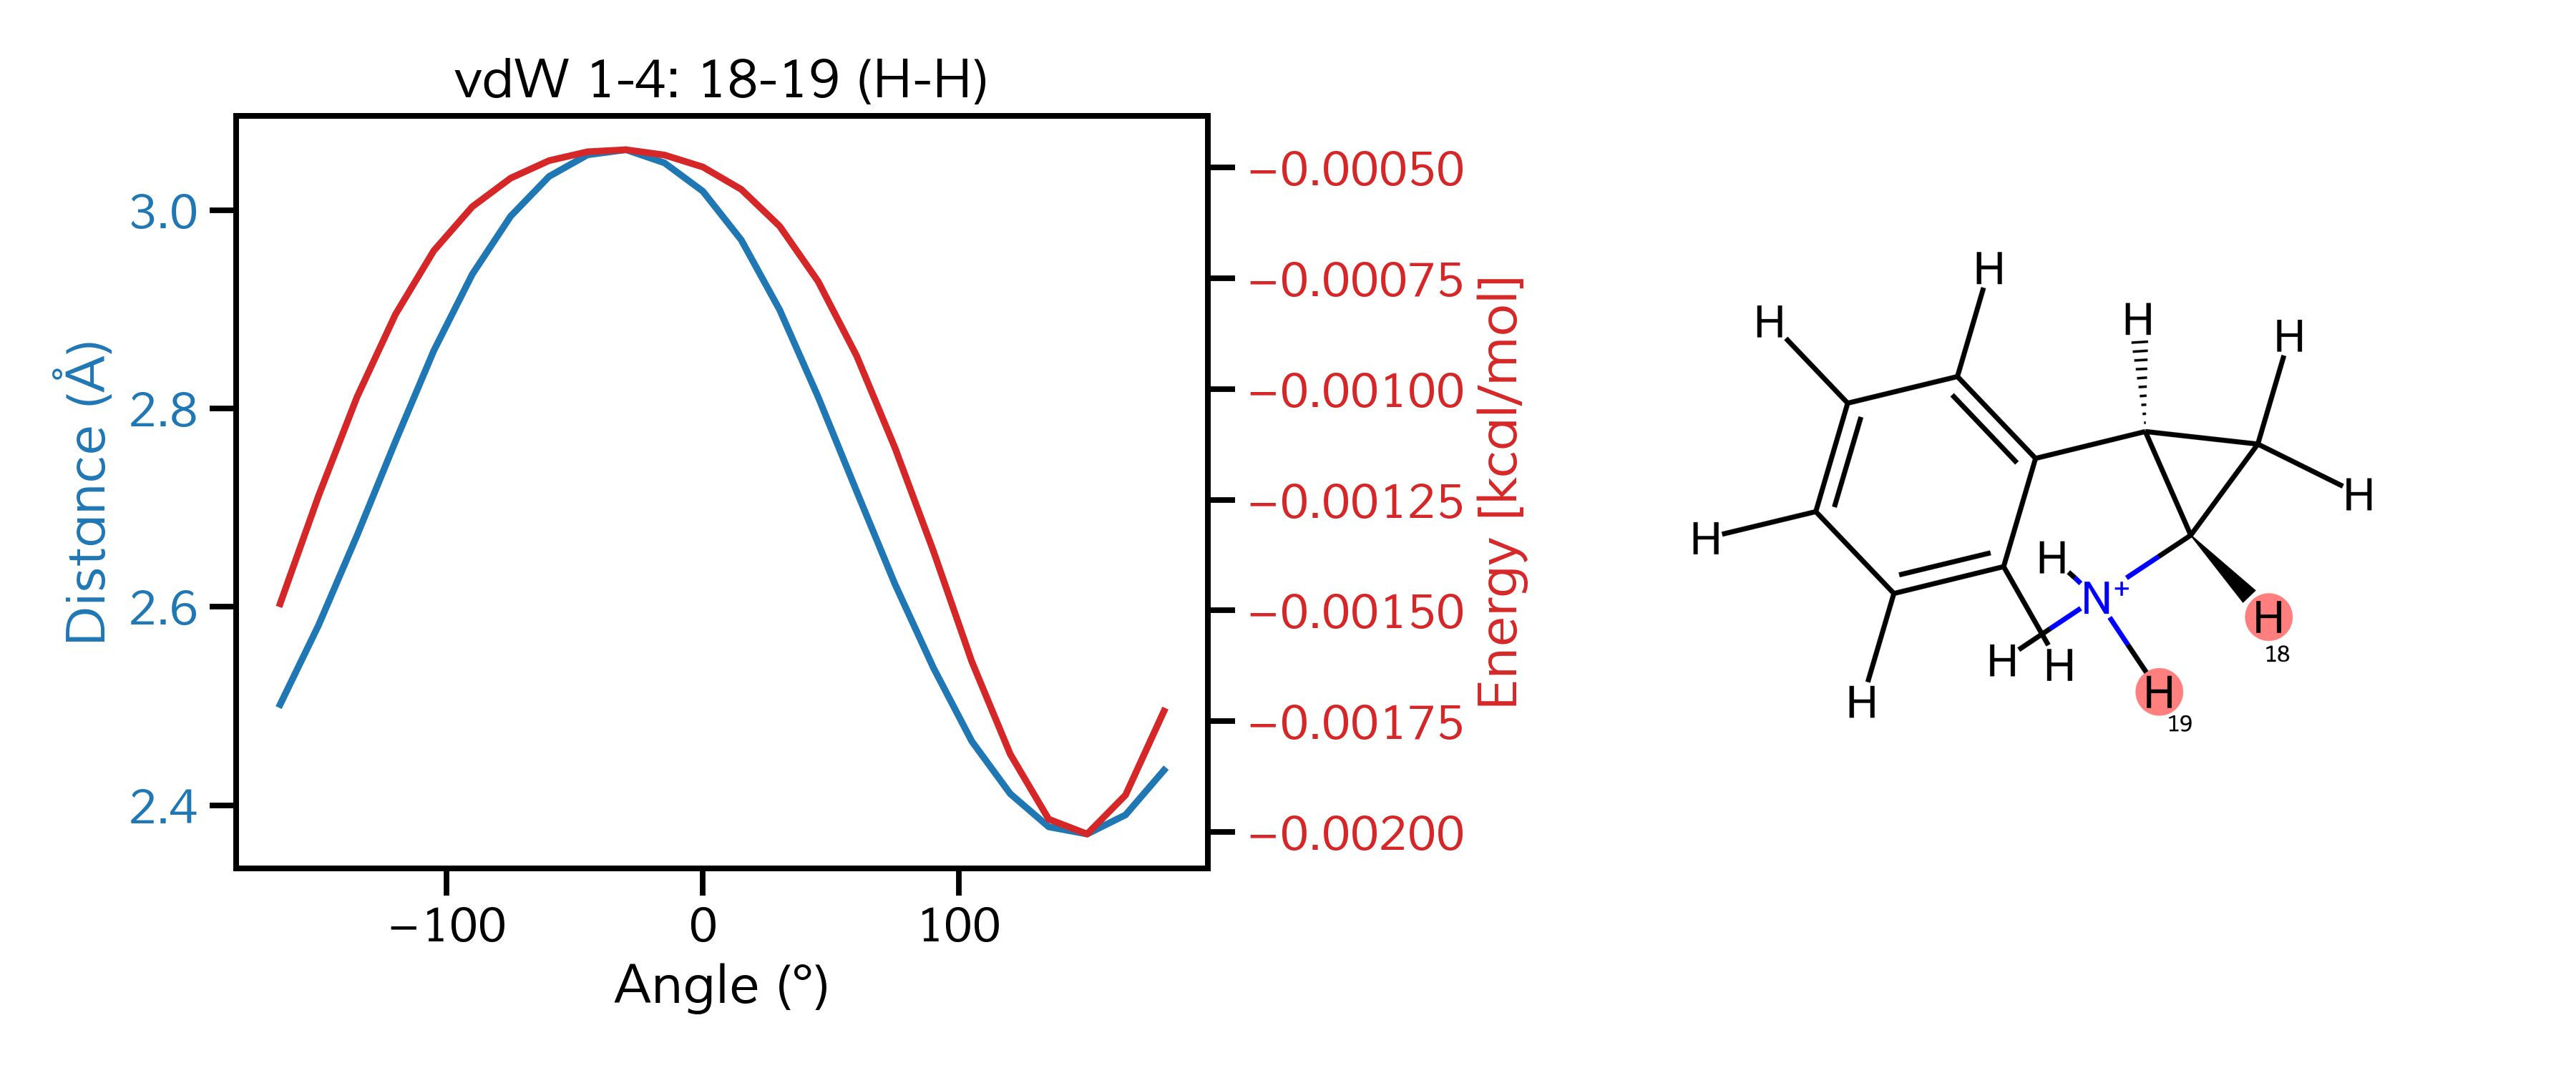 vdW 1-4: 18-19 (H-H)
Distance (Å)
3.0
2.8
2.6
2.4
−100
0
100
Angle (°)
−0.00050
−0.00075
−0.00100
−0.00125
−0.00150
−0.00175
−0.00200
Energy [kcal/mol]
H
H
H
H
H
H
H
N+
H
18
H
H
H
H
19